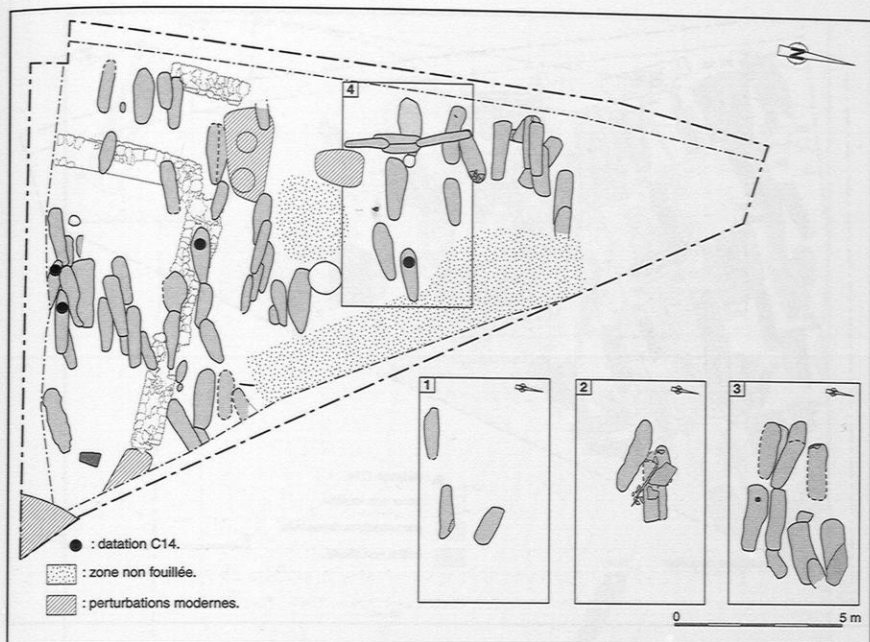 N
4
1
2
3
: datation C14.
: zone non fouillée.
: perturbations modernes.
0 5 m